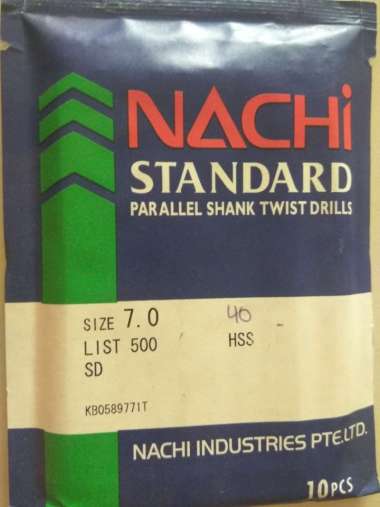 NACHi
STANDARD
PARALLEL SHANK TWIST DRILLS
SIZE 7.0 40
LIST 500 HSS
SD
KB0589771T
NACHI INDUSTRIES PTE.LTD.
10PCS